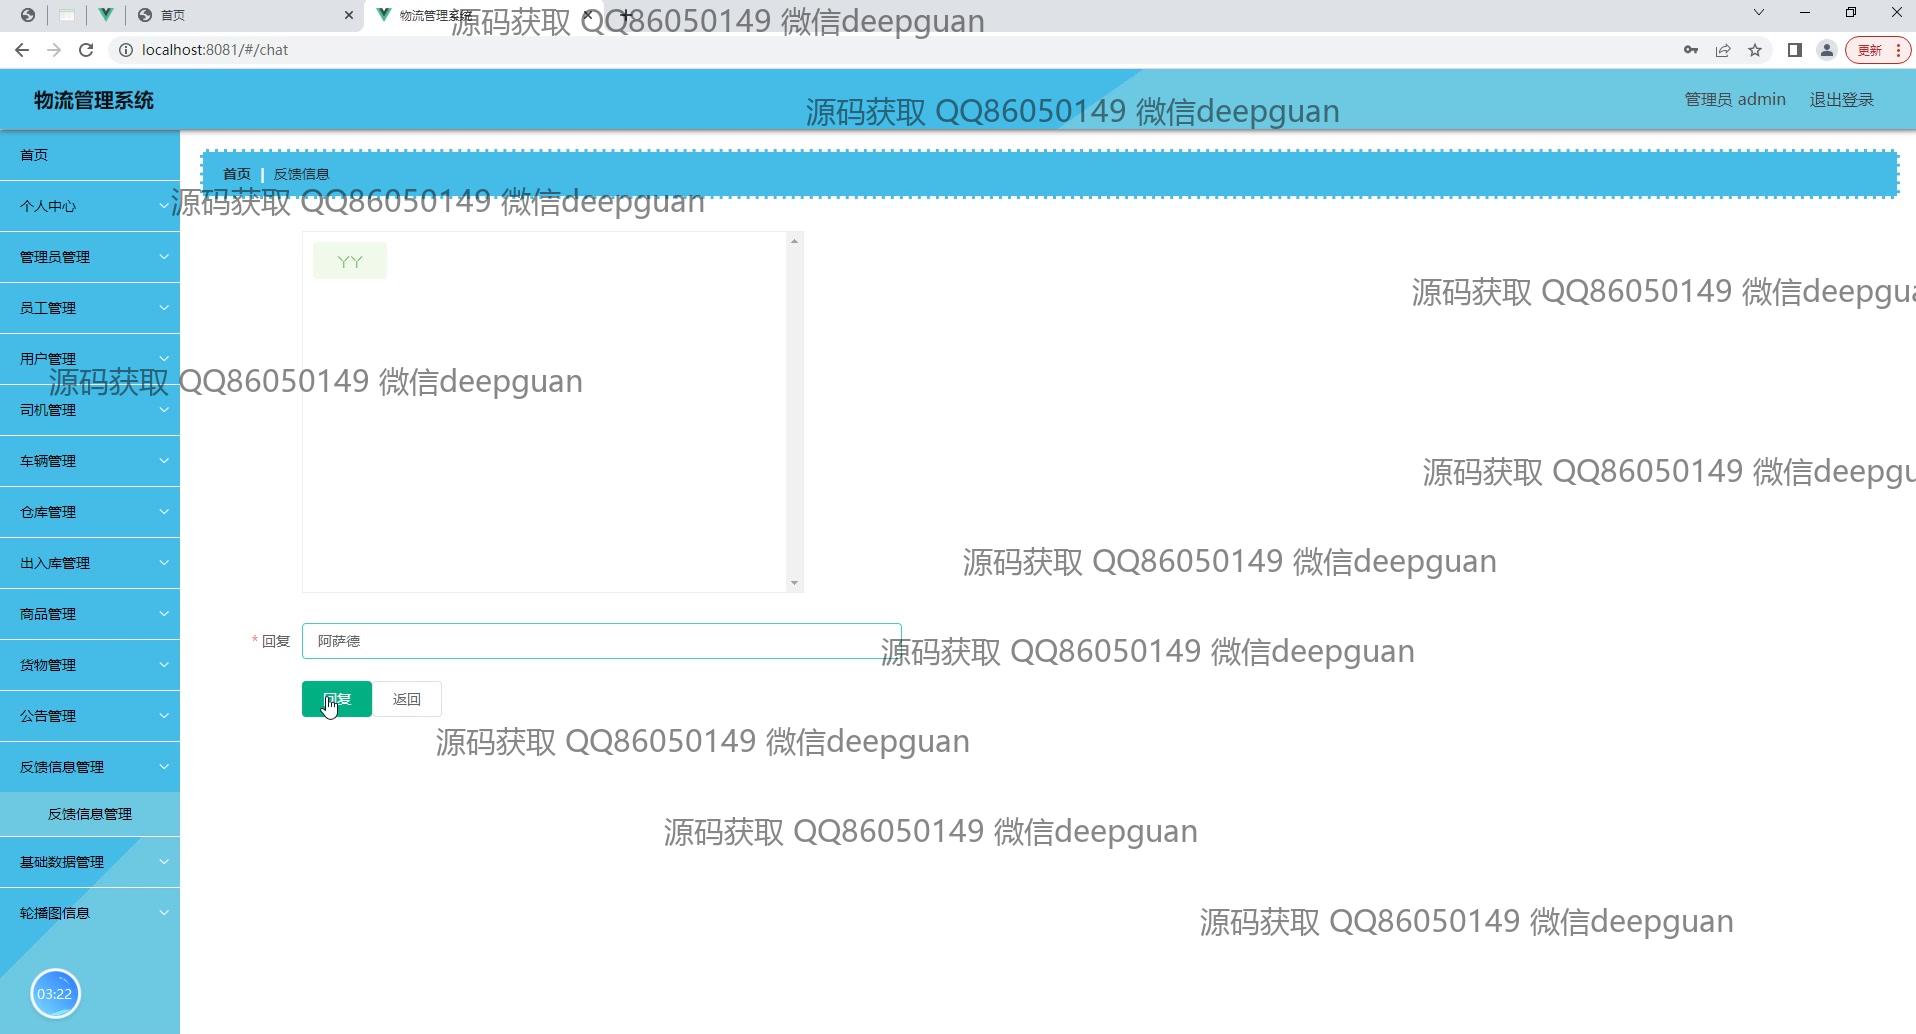 首页
物流管理系统
源码获取 QQ86050149 微信deepguan
localhost:8081/#/chat
更新
物流管理系统
源码获取 QQ86050149 微信deepguan
管理员 admin
退出登录
首页
首页 | 反馈信息
个人中心
源码获取 QQ86050149 微信deepguan
管理员管理
YY
员工管理
源码获取 QQ86050149 微信deepgua
用户管理
源码获取 QQ86050149 微信deepguan
司机管理
车辆管理
源码获取 QQ86050149 微信deepgu
仓库管理
出入库管理
源码获取 QQ86050149 微信deepguan
商品管理
* 回复 阿萨德
源码获取 QQ86050149 微信deepguan
货物管理
回复 返回
公告管理
源码获取 QQ86050149 微信deepguan
反馈信息管理
反馈信息管理
源码获取 QQ86050149 微信deepguan
基础数据管理
轮播图信息
源码获取 QQ86050149 微信deepguan
03:22